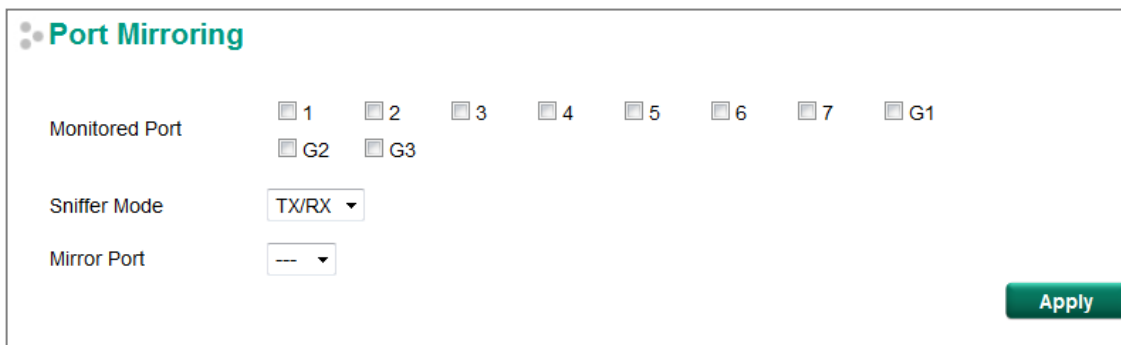 Port Mirroring
Monitored Port
1 2 3 4 5 6 7 G1
G2 G3
Sniffer Mode TX/RX
Mirror Port ---
Apply